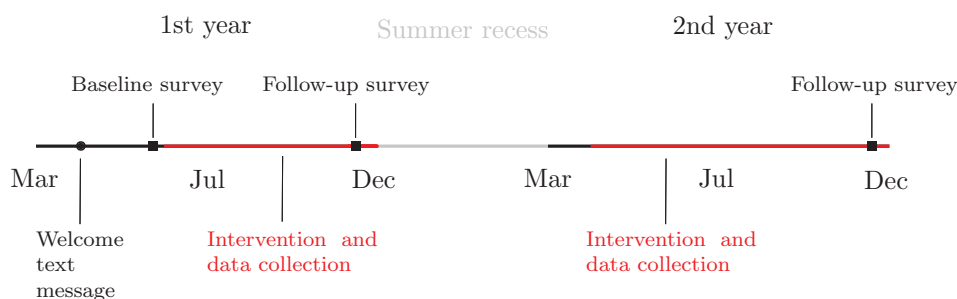 1st year
Summer recess
2nd year
Baseline survey
Follow-up survey
Follow-up survey
Mar
Jul
Dec
Mar
Jul
Dec
Welcome
text
message
Intervention and
data collection
Intervention and
data collection